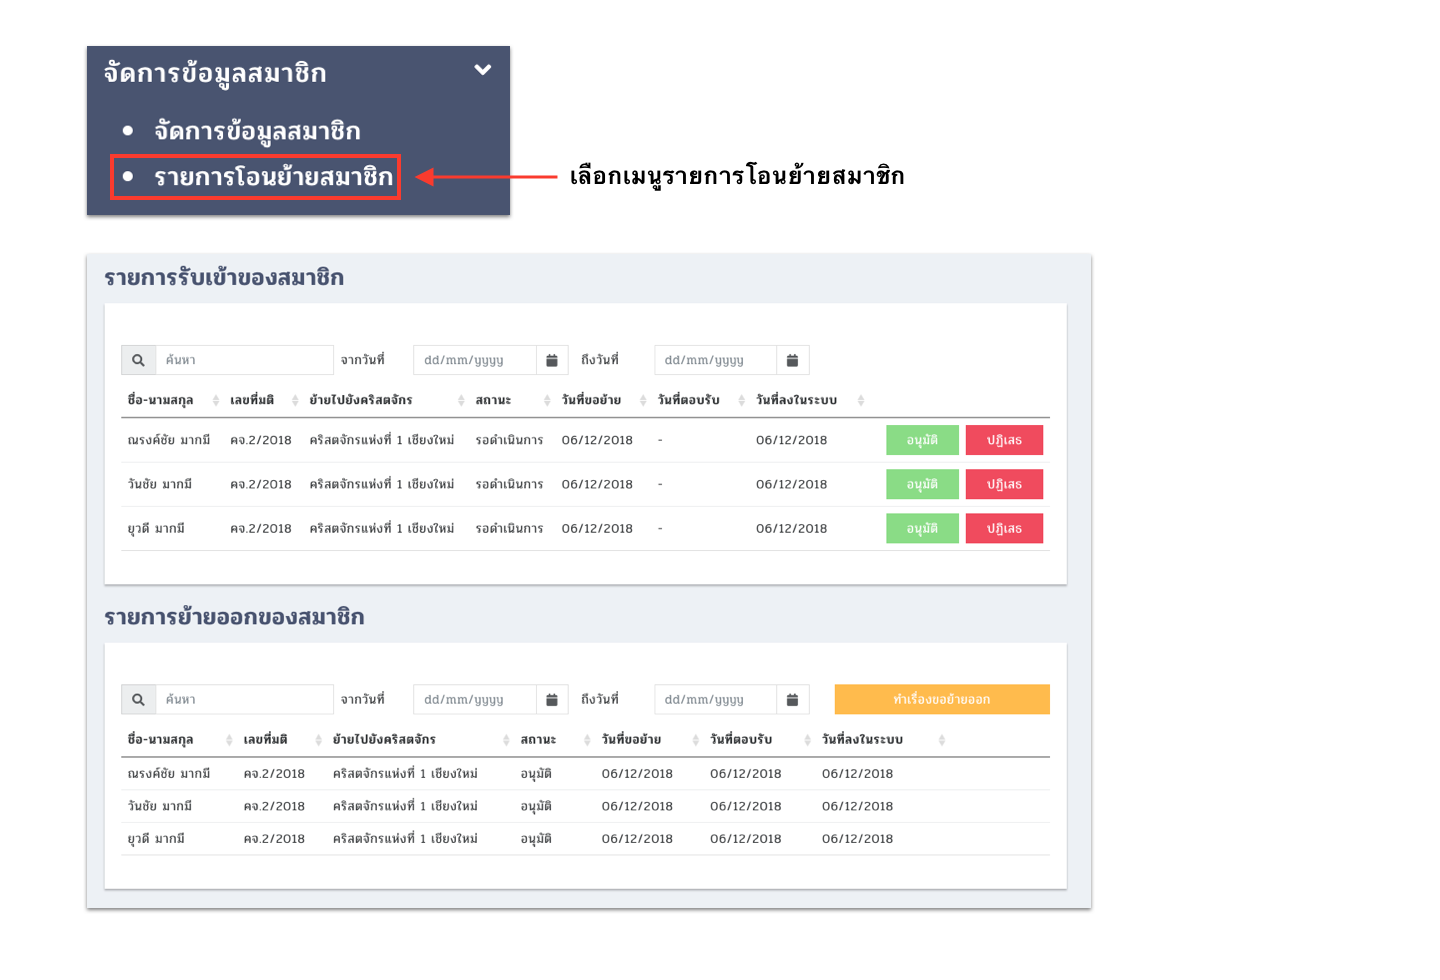 จัดการข้อมูลสมาชิก
จัดการข้อมูลสมาชิก
รายการโอนย้ายสมาชิก
เลือกเมนูรายการโอนย้ายสมาชิก
รายการรับเข้าของสมาชิก
ค้นหา จากวันที่ dd/mm/yyyy ถึงวันที่ dd/mm/yyyy
ชื่อ-นามสกุล เลขที่มติ ย้ายไปยังคริสตจักร สถานะ วันที่ขอย้าย วันที่ตอบรับ วันที่ลงในระบบ
ณรงค์ชัย มากมี คจ.2/2018 คริสตจักรแห่งที่ 1 เชียงใหม่ รอดำเนินการ 06/12/2018 - 06/12/2018 อนุมัติ ปฏิเสธ
วันชัย มากมี คจ.2/2018 คริสตจักรแห่งที่ 1 เชียงใหม่ รอดำเนินการ 06/12/2018 - 06/12/2018 อนุมัติ ปฏิเสธ
ยุวดี มากมี คจ.2/2018 คริสตจักรแห่งที่ 1 เชียงใหม่ รอดำเนินการ 06/12/2018 - 06/12/2018 อนุมัติ ปฏิเสธ
รายการย้ายออกของสมาชิก
ค้นหา จากวันที่ dd/mm/yyyy ถึงวันที่ dd/mm/yyyy ทำเรื่องขอย้ายออก
ชื่อ-นามสกุล เลขที่มติ ย้ายไปยังคริสตจักร สถานะ วันที่ขอย้าย วันที่ตอบรับ วันที่ลงในระบบ
ณรงค์ชัย มากมี คจ.2/2018 คริสตจักรแห่งที่ 1 เชียงใหม่ อนุมัติ 06/12/2018 06/12/2018 06/12/2018
วันชัย มากมี คจ.2/2018 คริสตจักรแห่งที่ 1 เชียงใหม่ อนุมัติ 06/12/2018 06/12/2018 06/12/2018
ยุวดี มากมี คจ.2/2018 คริสตจักรแห่งที่ 1 เชียงใหม่ อนุมัติ 06/12/2018 06/12/2018 06/12/2018